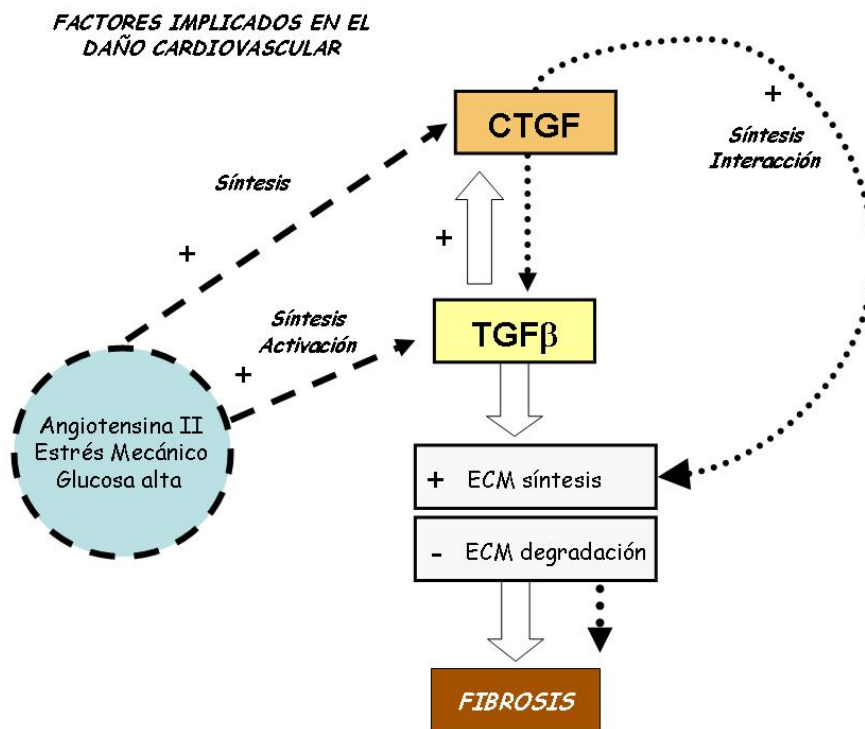 FACTORES IMPLICADOS EN EL
DAÑO CARDIOVASCULAR
CTGF
+
Síntesis
Interacción
Síntesis
+
+
Síntesis
Activación
+
TGFβ
Angiotensina II
Estrés Mecánico
Glucosa alta
+ ECM síntesis
- ECM degradación
FIBROSIS